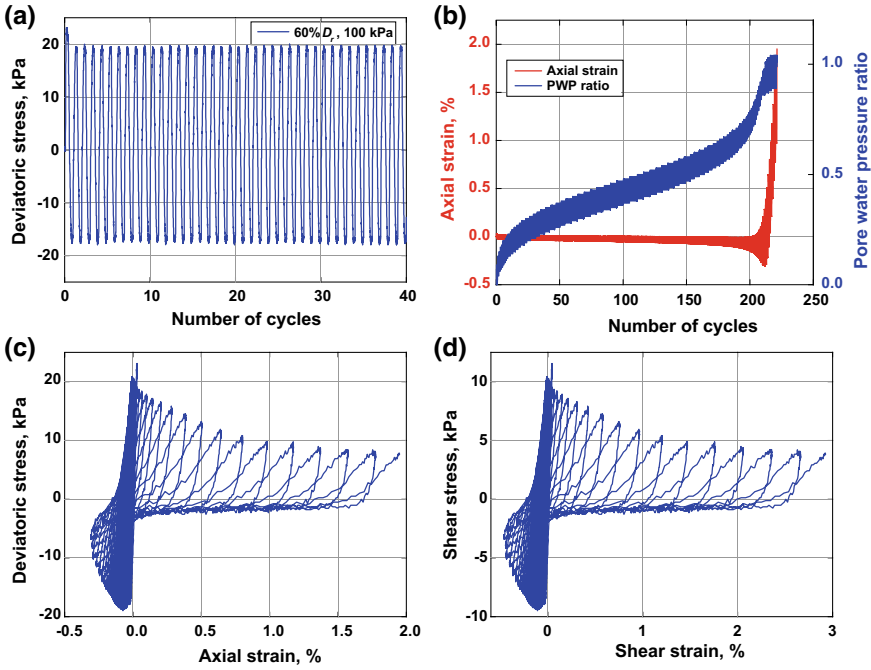 (a)
60% Dr , 100 kPa
Deviatoric stress, kPa
20
10
0
-10
-20
0
10
20
30
40
Number of cycles
(b)
Axial strain
PWP ratio
Axial strain, %
2.0
1.5
1.0
0.5
0.0
-0.5
Pore water pressure ratio
1.0
0.5
0.0
0
50
100
150
200
250
Number of cycles
(c)
Deviatoric stress, kPa
20
10
0
-10
-20
-0.5
0.0
0.5
1.0
1.5
2.0
Axial strain, %
(d)
Shear stress, kPa
10
5
0
-5
-10
0
1
2
3
Shear strain, %